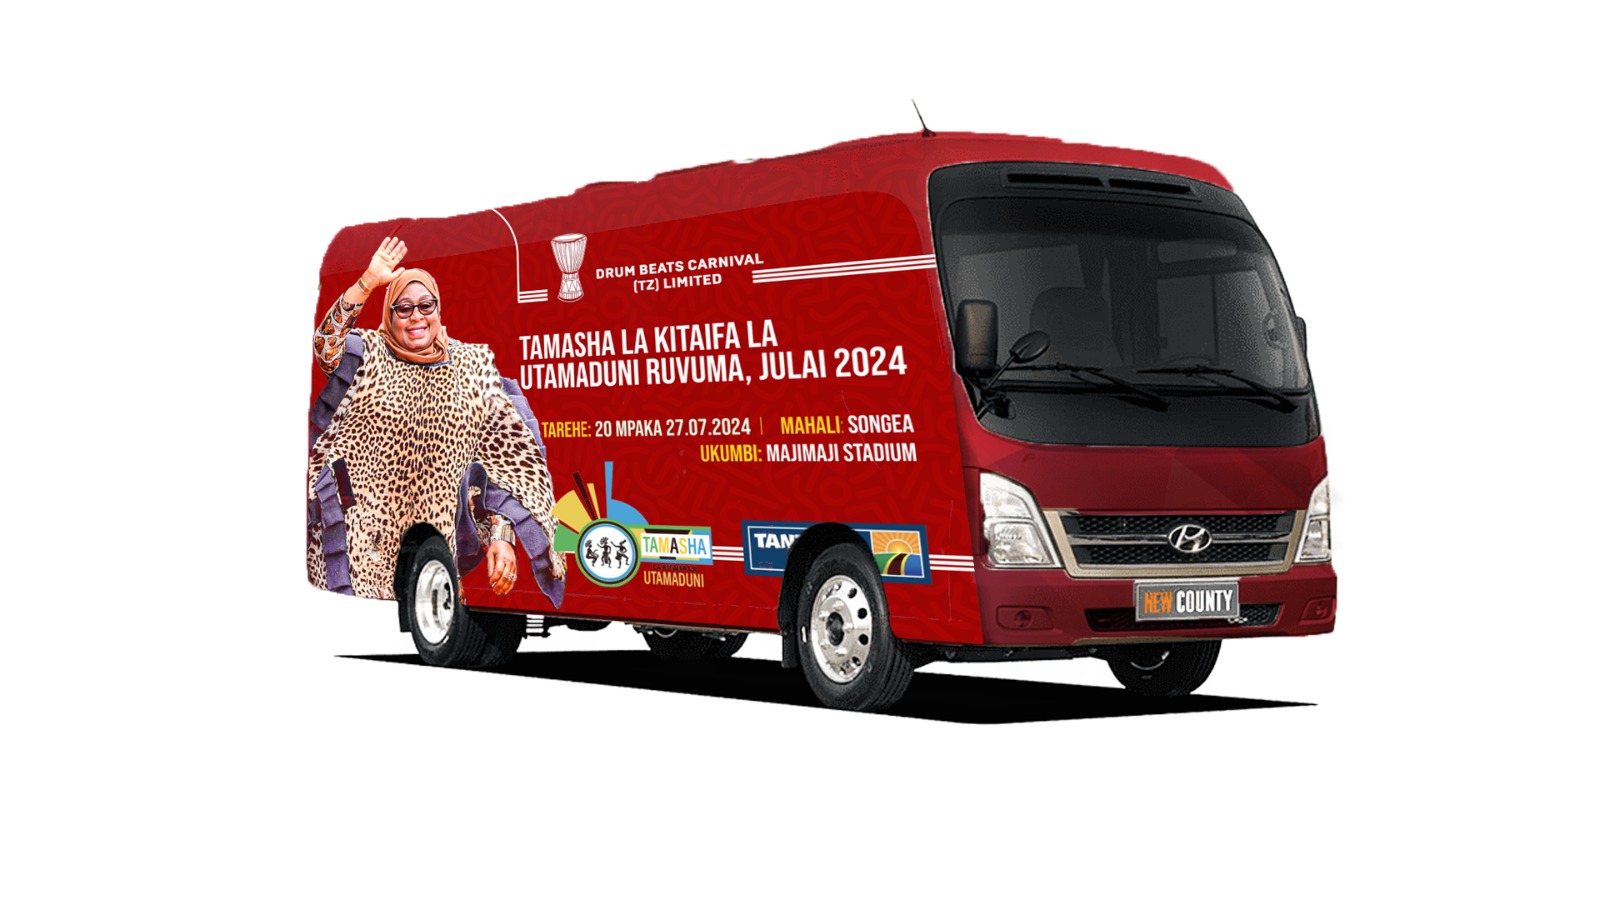 DRUM BEATS CARNIVAL
(TZ) LIMITED
TAMASHA LA KITAIFA LA
UTAMADUNI RUVUMA, JULAI 2024
TAREHE: 20 MPAKA 27.07.2024 | MAHALI: SONGEA
UKUMBI: MAJIMAJI STADIUM
TAMASHA
UTAMADUNI
NEW COUNTY